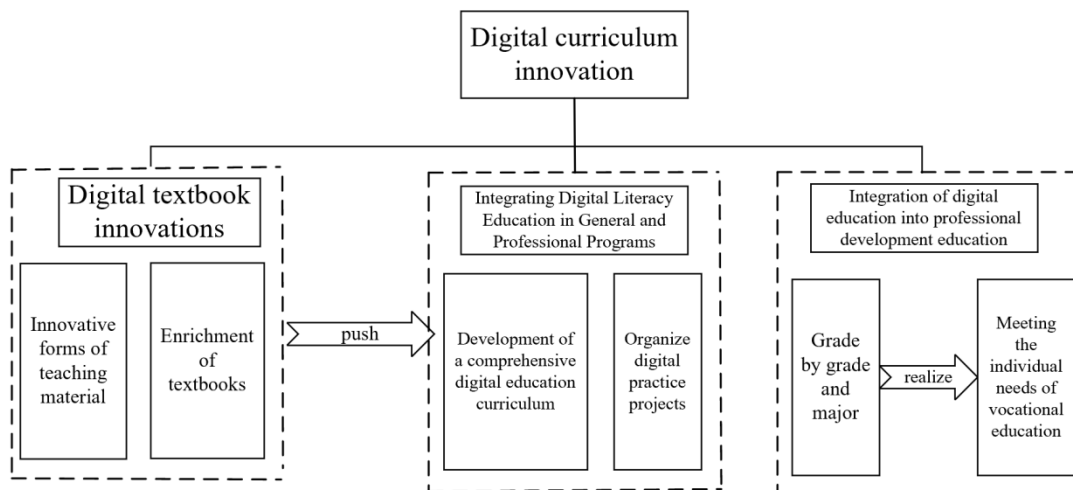 Digital curriculum
innovation
Digital textbook
innovations
Innovative
forms of
teaching
material
Enrichment
of
textbooks
push
Integrating Digital Literacy
Education in General and
Professional Programs
Development of
a comprehensive
digital education
curriculum
Organize
digital
practice
projects
Integration of digital
education into professional
development education
Grade
by grade
and
major
realize
Meeting
the
individual
needs of
vocational
education